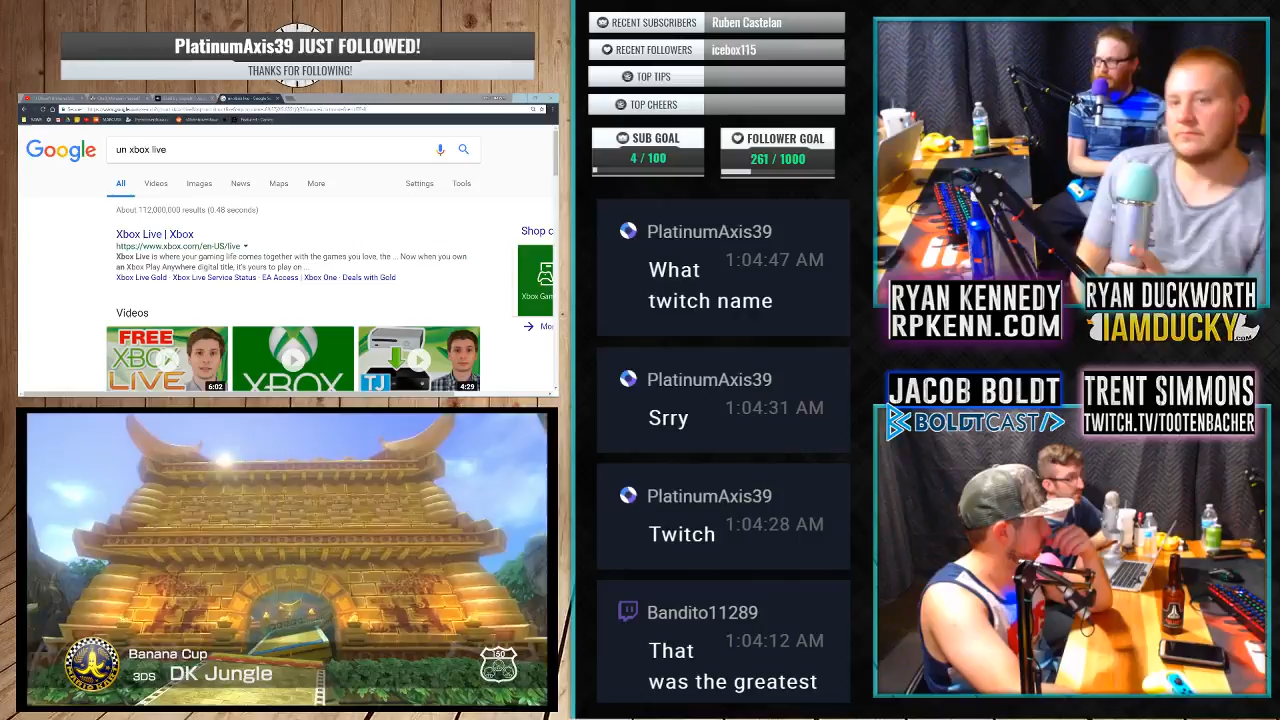 PlatinumAxis39 JUST FOLLOWED!
THANKS FOR FOLLOWING!
Google
un xbox live
All Videos Images News Maps More Settings Tools
About 112,000,000 results (0.48 seconds)
Xbox Live | Xbox
https://www.xbox.com/en-US/live
Xbox Live is where your gaming life comes together with the games you love, the ... Now when you own
an Xbox Play Anywhere digital title, it's yours to play on ...
Xbox Live Gold · Xbox Live Service Status · EA Access | Xbox One · Deals with Gold
Shop
Xbox Gam
Videos
FREE
XBOX
LIVE
6:02
XBOX
TJ
4:29
Banana Cup
3DS DK Jungle
150
RECENT SUBSCRIBERS Ruben Castelan
RECENT FOLLOWERS icebox115
TOP TIPS
TOP CHEERS
SUB GOAL
4 / 100
FOLLOWER GOAL
261 / 1000
PlatinumAxis39
1:04:47 AM
What
twitch name
PlatinumAxis39
1:04:31 AM
Srry
PlatinumAxis39
1:04:28 AM
Twitch
Bandito11289
1:04:12 AM
That
was the greatest
RYAN KENNEDY
RPKENN.COM
RYAN DUCKWORTH
IAMDUCKY.COM
JACOB BOLDT
BOLDTCAST
TRENT SIMMONS
TWITCH.TV/TOOTENBACHER